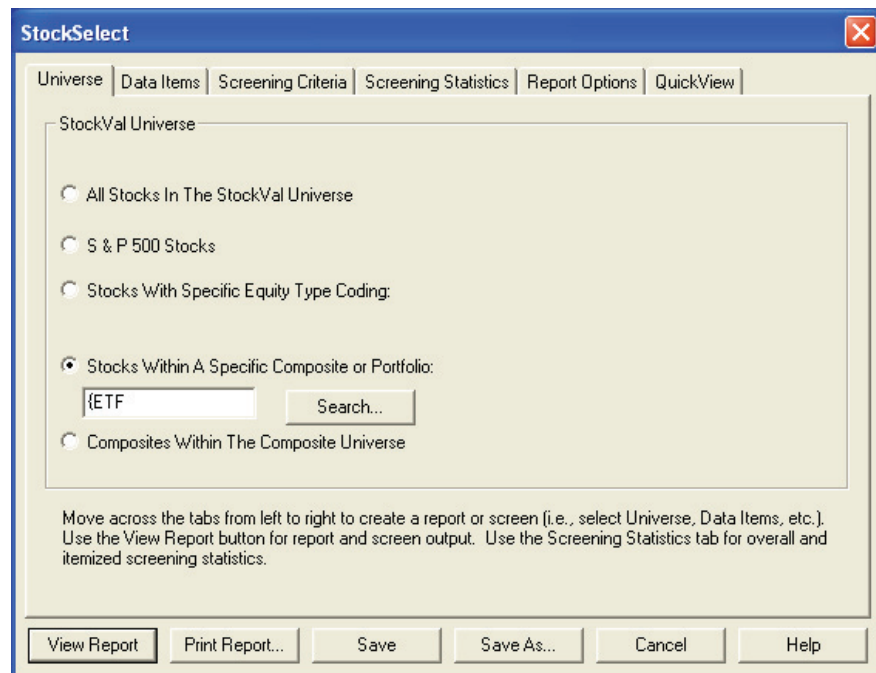 StockSelect
Universe Data Items Screening Criteria Screening Statistics Report Options QuickView
StockVal Universe
All Stocks In The StockVal Universe
S & P 500 Stocks
Stocks With Specific Equity Type Coding:
Stocks Within A Specific Composite or Portfolio:
{ETF Search...
Composites Within The Composite Universe
Move across the tabs from left to right to create a report or screen (i.e., select Universe, Data Items, etc.).
Use the View Report button for report and screen output. Use the Screening Statistics tab for overall and
itemized screening statistics.
View Report Print Report... Save Save As... Cancel Help